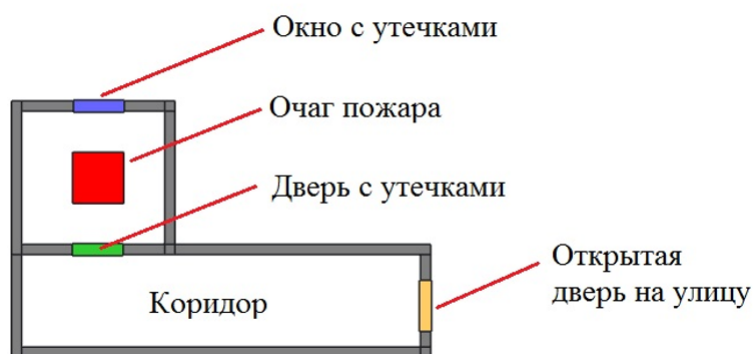 Окно с утечками
Очаг пожара
Дверь с утечками
Открытая
дверь на улицу
Коридор